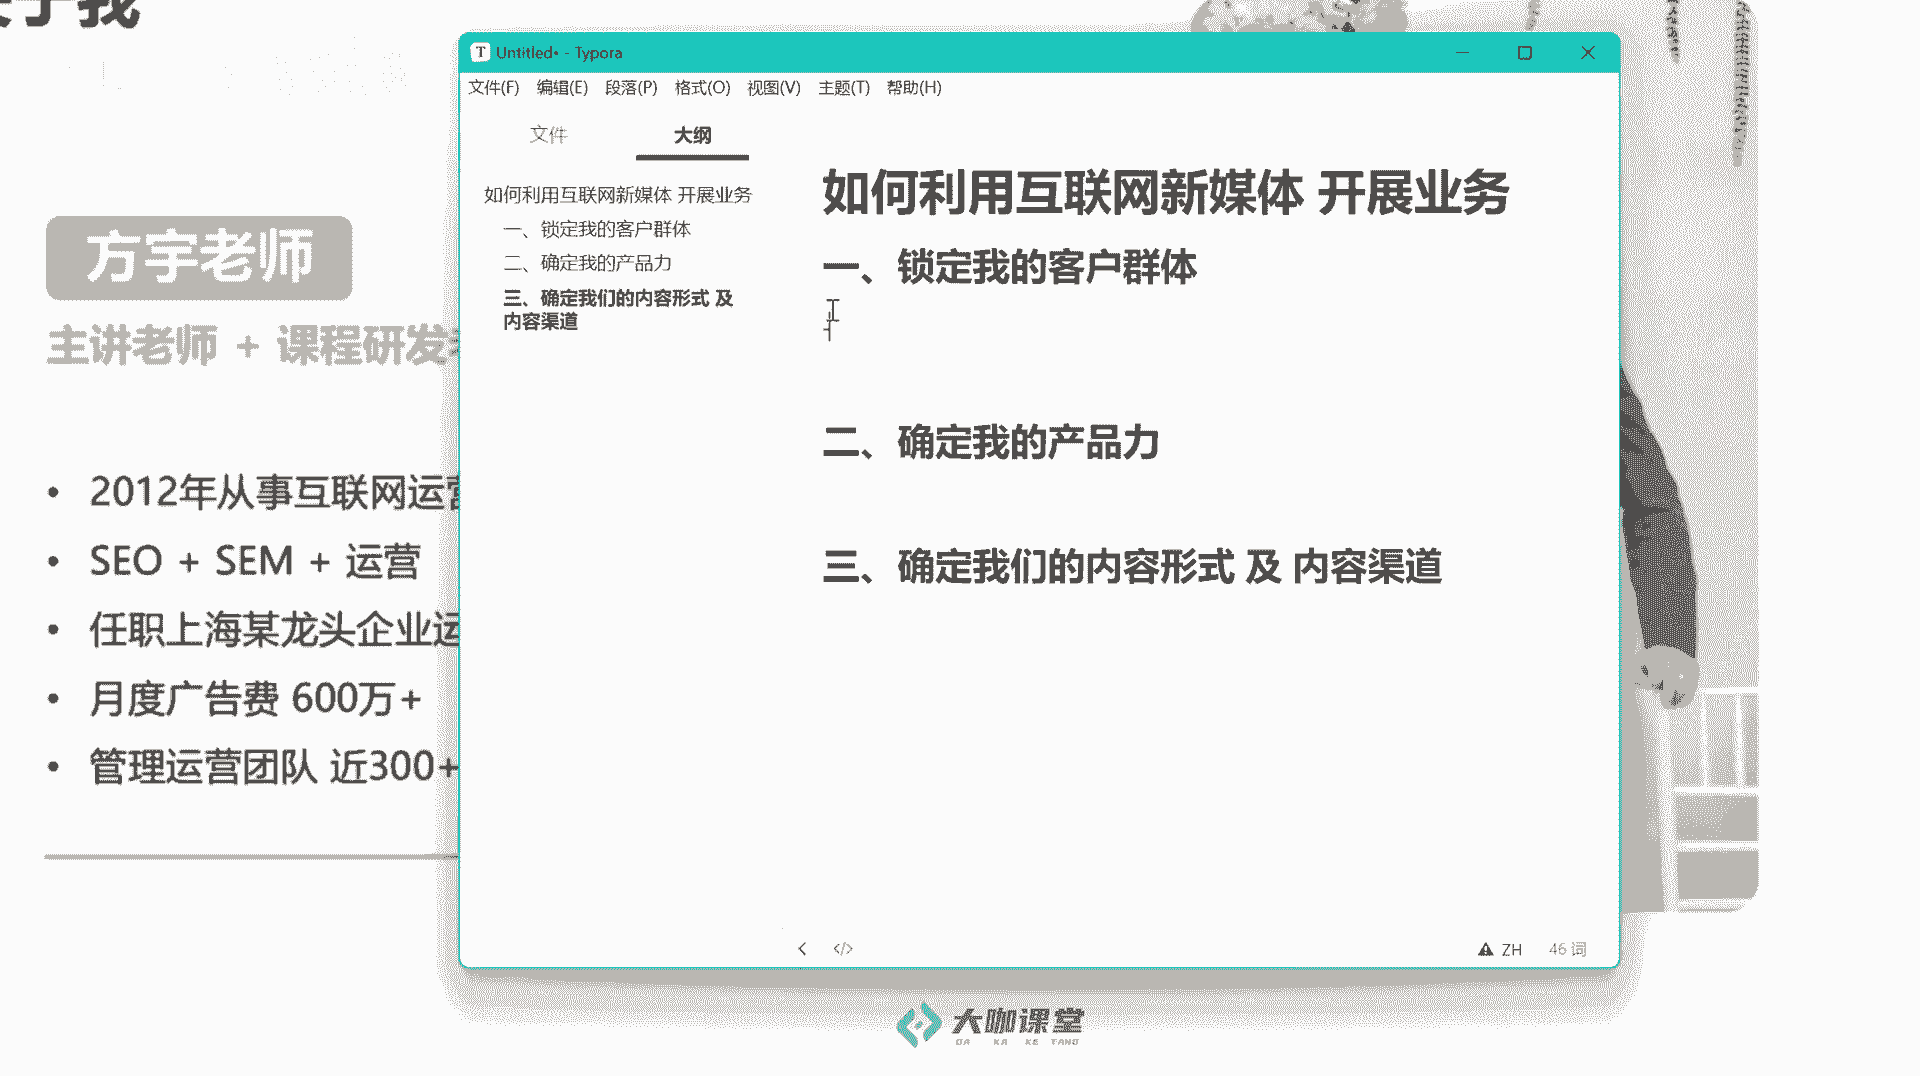 Untitled• - Typora
文件(F) 编辑(E) 段落(P) 格式(O) 视图(V) 主题(T) 帮助(H)
文件 大纲
如何利用互联网新媒体 开展业务
一、锁定我的客户群体
二、确定我的产品力
三、确定我们的内容形式 及
内容渠道
如何利用互联网新媒体 开展业务
一、锁定我的客户群体
二、确定我的产品力
三、确定我们的内容形式 及 内容渠道
ZH 46 词
方宇老师
主讲老师 + 课程研发
• 2012年从事互联网运营
• SEO + SEM + 运营
• 任职上海某龙头企业运
• 月度广告费 600万+
• 管理运营团队 近300+
大咖课堂
DA KA KE TANG